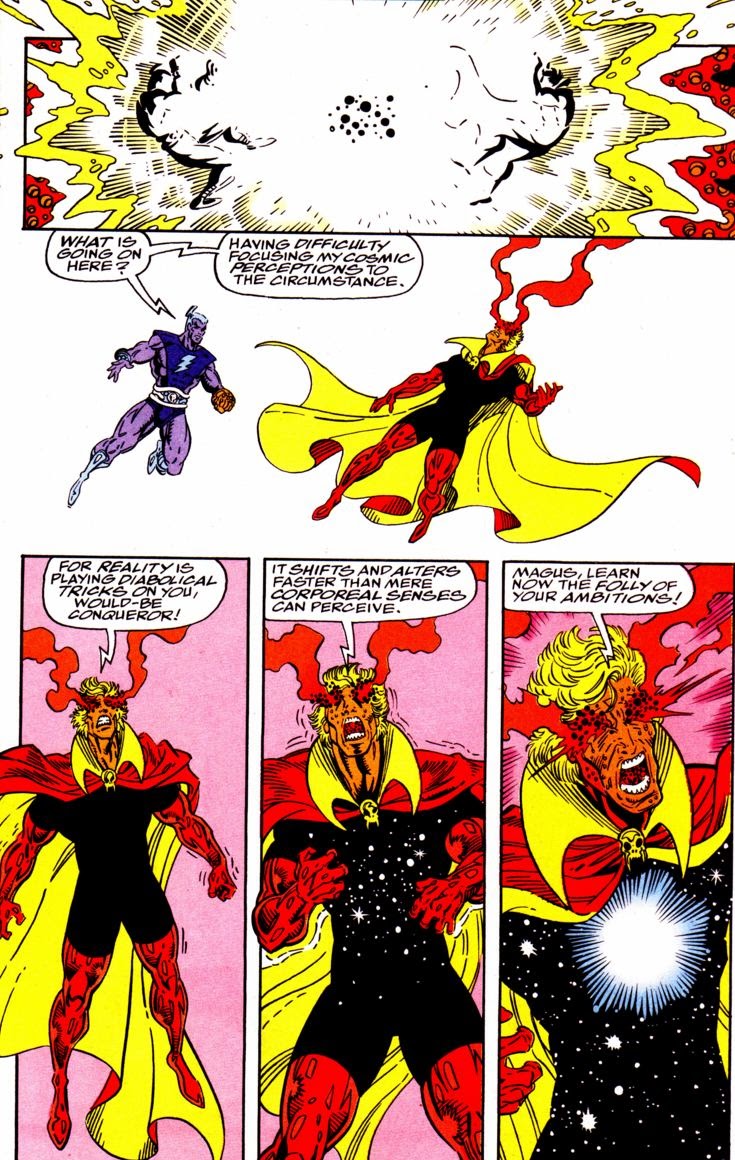 WHAT IS
GOING ON
HERE?
HAVING DIFFICULTY
FOCUSING MY COSMIC
PERCEPTIONS TO
THE CIRCUMSTANCE.
FOR REALITY IS
PLAYING DIABOLICAL
TRICKS ON YOU,
WOULD-BE
CONQUEROR!
IT SHIFTS AND ALTERS
FASTER THAN MERE
CORPOREAL SENSES
CAN PERCEIVE.
MAGUS, LEARN
NOW THE FOLLY OF
YOUR AMBITIONS!